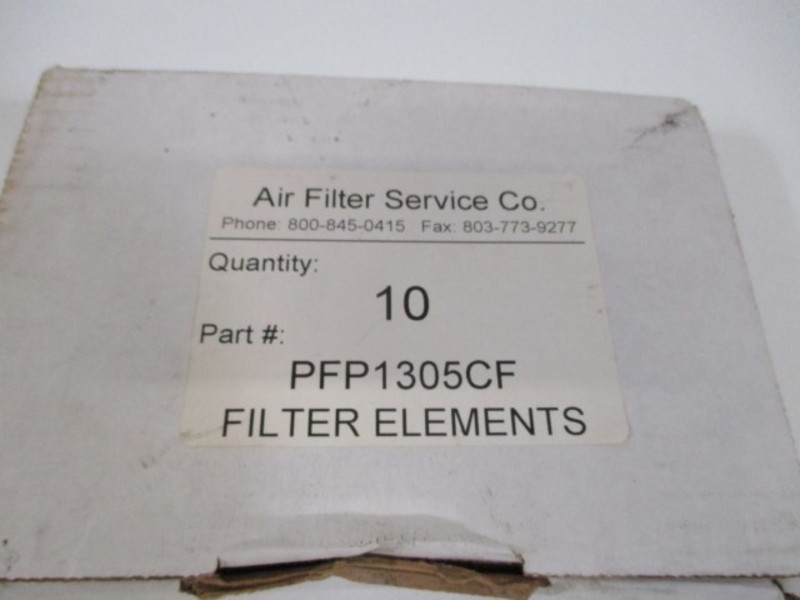 Air Filter Service Co.
Phone: 800-845-0415 Fax: 803-773-9277
Quantity:
10
Part #:
PFP1305CF
FILTER ELEMENTS